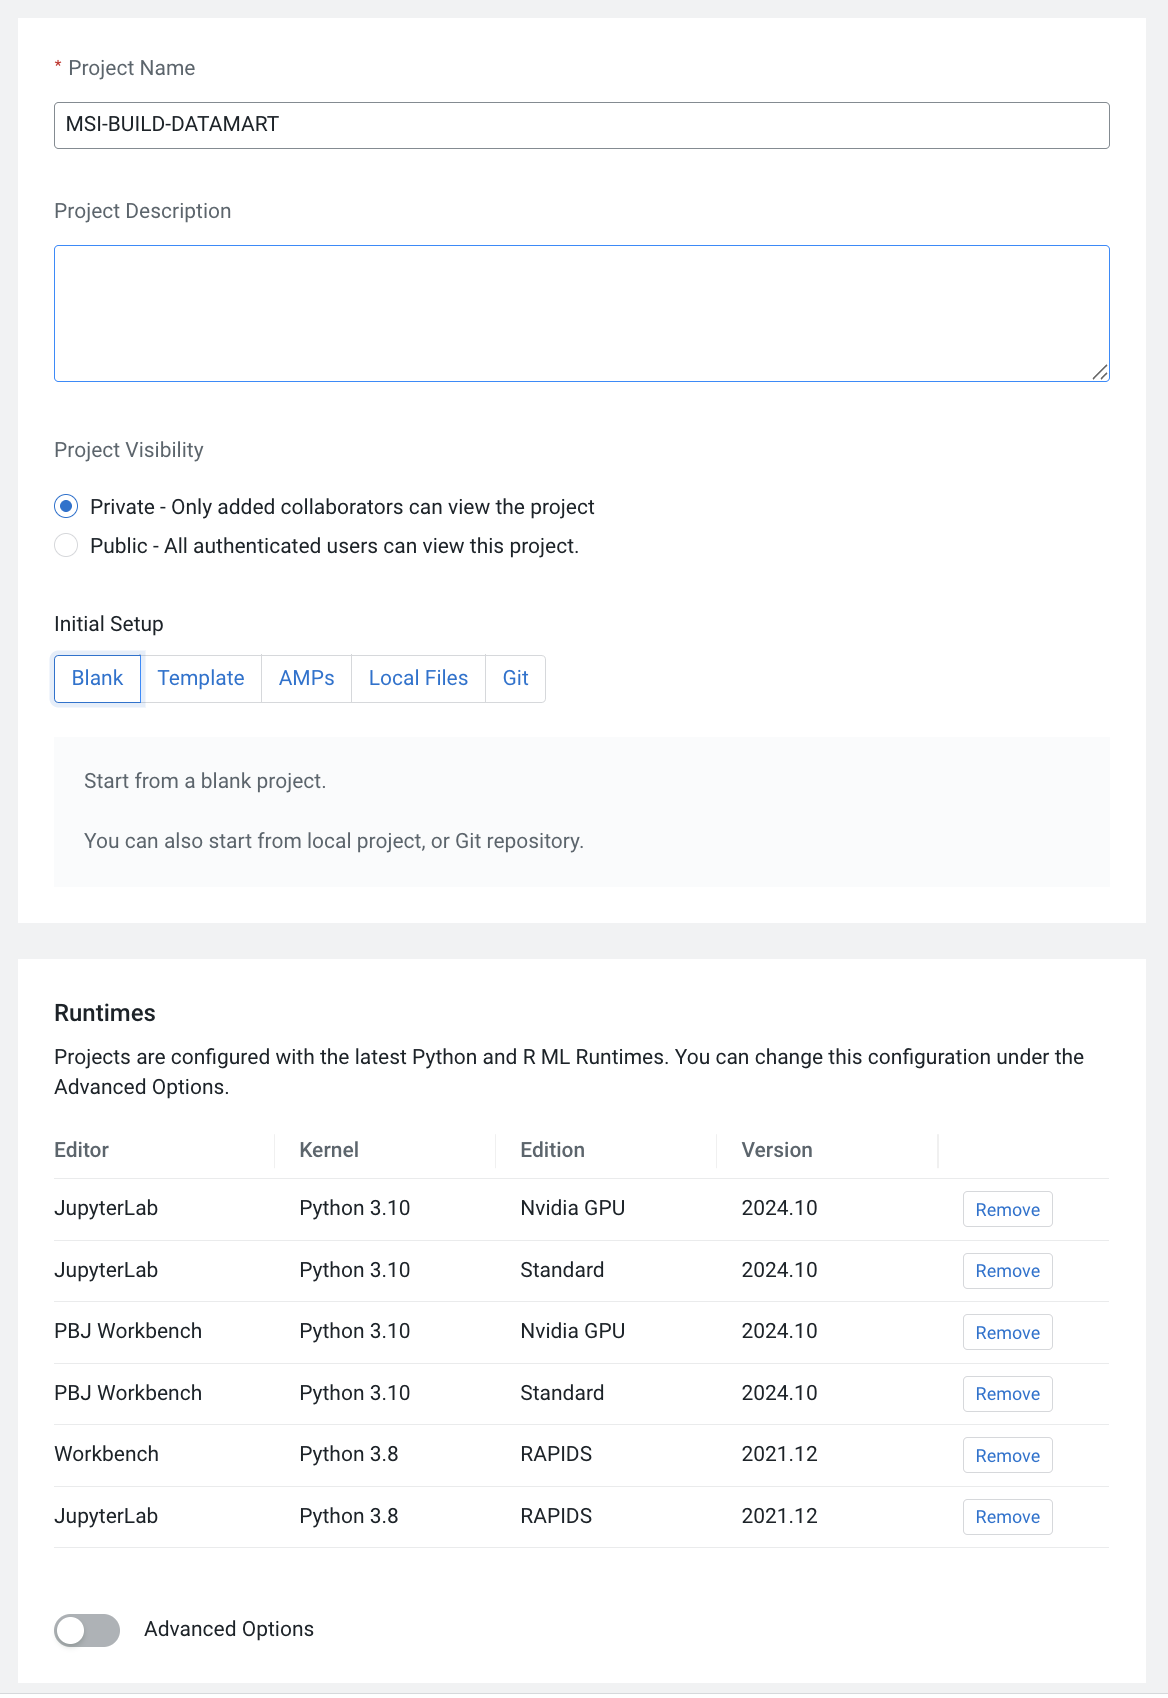 * Project Name
MSI-BUILD-DATAMART
Project Description
Project Visibility
Private - Only added collaborators can view the project
Public - All authenticated users can view this project.
Initial Setup
Blank Template AMPs Local Files Git
Start from a blank project.
You can also start from local project, or Git repository.
Runtimes
Projects are configured with the latest Python and R ML Runtimes. You can change this configuration under the
Advanced Options.
Editor Kernel Edition Version
JupyterLab Python 3.10 Nvidia GPU 2024.10 Remove
JupyterLab Python 3.10 Standard 2024.10 Remove
PBJ Workbench Python 3.10 Nvidia GPU 2024.10 Remove
PBJ Workbench Python 3.10 Standard 2024.10 Remove
Workbench Python 3.8 RAPIDS 2021.12 Remove
JupyterLab Python 3.8 RAPIDS 2021.12 Remove
Advanced Options